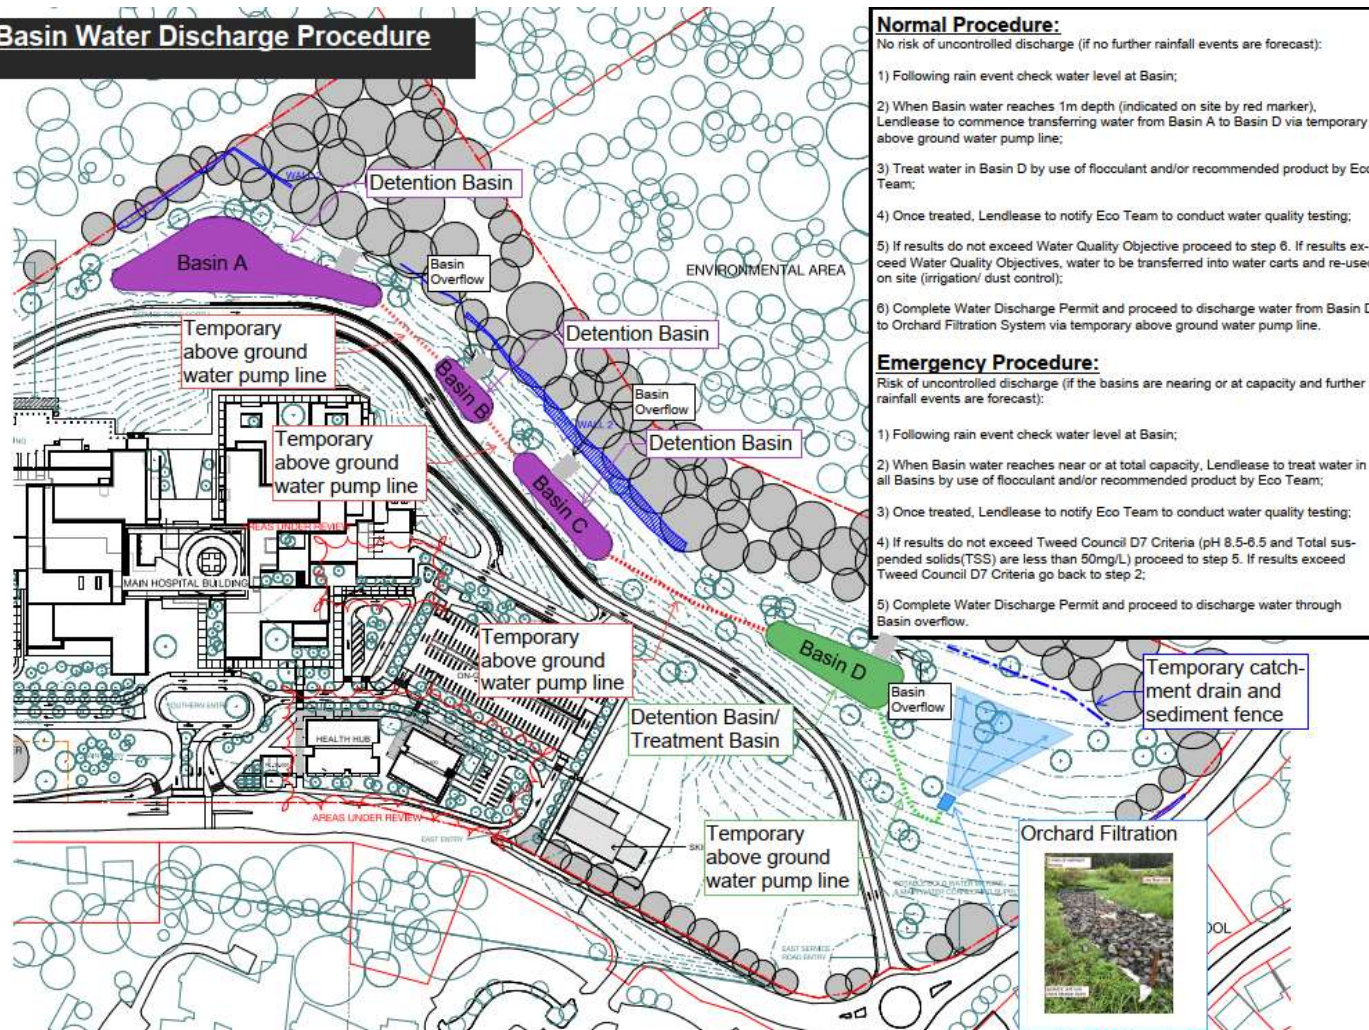 Basin Water Discharge Procedure
Normal Procedure:
No risk of uncontrolled discharge (if no further rainfall events are forecast):
1) Following rain event check water level at Basin;
2) When Basin water reaches 1m depth (indicated on site by red marker),
Lendlease to commence transferring water from Basin A to Basin D via temporary
above ground water pump line;
3) Treat water in Basin D by use of flocculant and/or recommended product by Eco
Team;
4) Once treated, Lendlease to notify Eco Team to conduct water quality testing;
5) If results do not exceed Water Quality Objective proceed to step 6. If results ex-
ceed Water Quality Objectives, water to be transferred into water carts and re-used
on site (irrigation/ dust control);
6) Complete Water Discharge Permit and proceed to discharge water from Basin D
to Orchard Filtration System via temporary above ground water pump line.
Emergency Procedure:
Risk of uncontrolled discharge (if the basins are nearing or at capacity and further
rainfall events are forecast):
1) Following rain event check water level at Basin;
2) When Basin water reaches near or at total capacity, Lendlease to treat water in
all Basins by use of flocculant and/or recommended product by Eco Team;
3) Once treated, Lendlease to notify Eco Team to conduct water quality testing;
4) If results do not exceed Tweed Council D7 Criteria (pH 8.5-6.5 and Total sus-
pended solids(TSS) are less than 50mg/L) proceed to step 5. If results exceed
Tweed Council D7 Criteria go back to step 2;
5) Complete Water Discharge Permit and proceed to discharge water through
Basin overflow.
WALL
Detention Basin
Basin A
Basin
Overflow
ENVIRONMENTAL AREA
Temporary
above ground
water pump line
Detention Basin
Basin B
Basin
Overflow
WALL 2
Detention Basin
Temporary
above ground
water pump line
Basin C
AREAS UNDER REVIEW
MAIN HOSPITAL BUILDING
Temporary
above ground
water pump line
Basin D
Basin
Overflow
Temporary catch-
ment drain and
sediment fence
SOUTHERN ENTRY
HEALTH HUB
Detention Basin/
Treatment Basin
AREAS UNDER REVIEW
EAST ENTRY
Temporary
above ground
water pump line
Orchard Filtration
EAST SERVICE
ROAD ENTRY
OOL